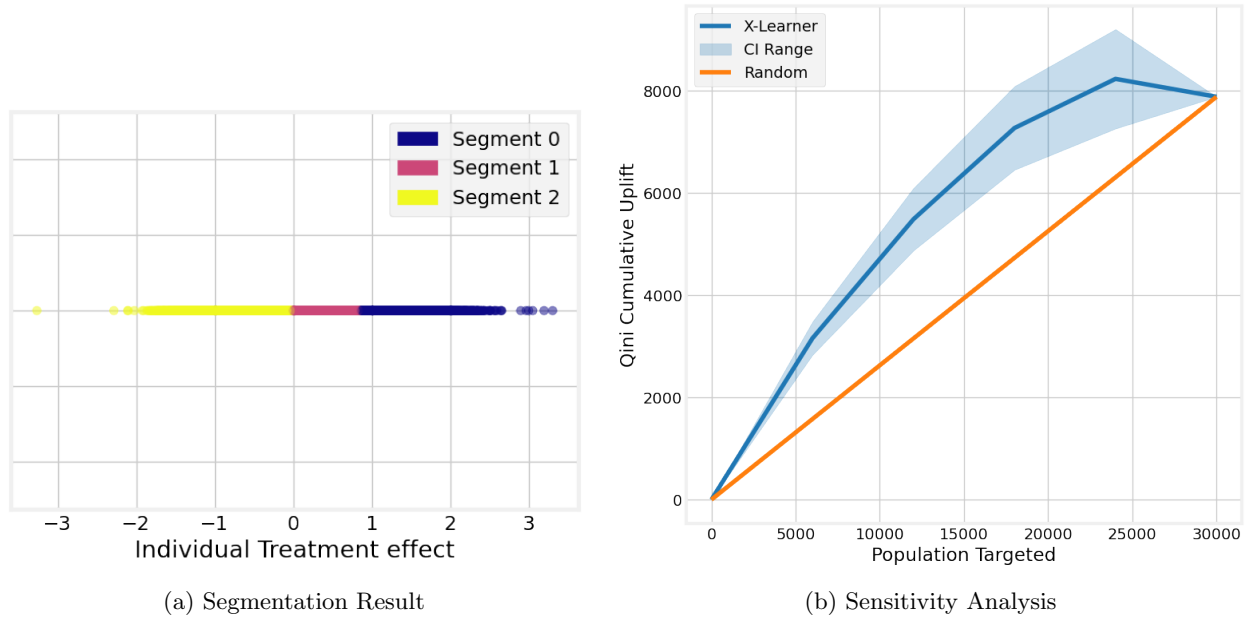 Segment 0
Segment 1
Segment 2
−3 −2 −1 0 1 2 3
Individual Treatment effect
(a) Segmentation Result
X-Learner
CI Range
Random
8000
6000
4000
2000
0
Qini Cumulative Uplift
0 5000 10000 15000 20000 25000 30000
Population Targeted
(b) Sensitivity Analysis